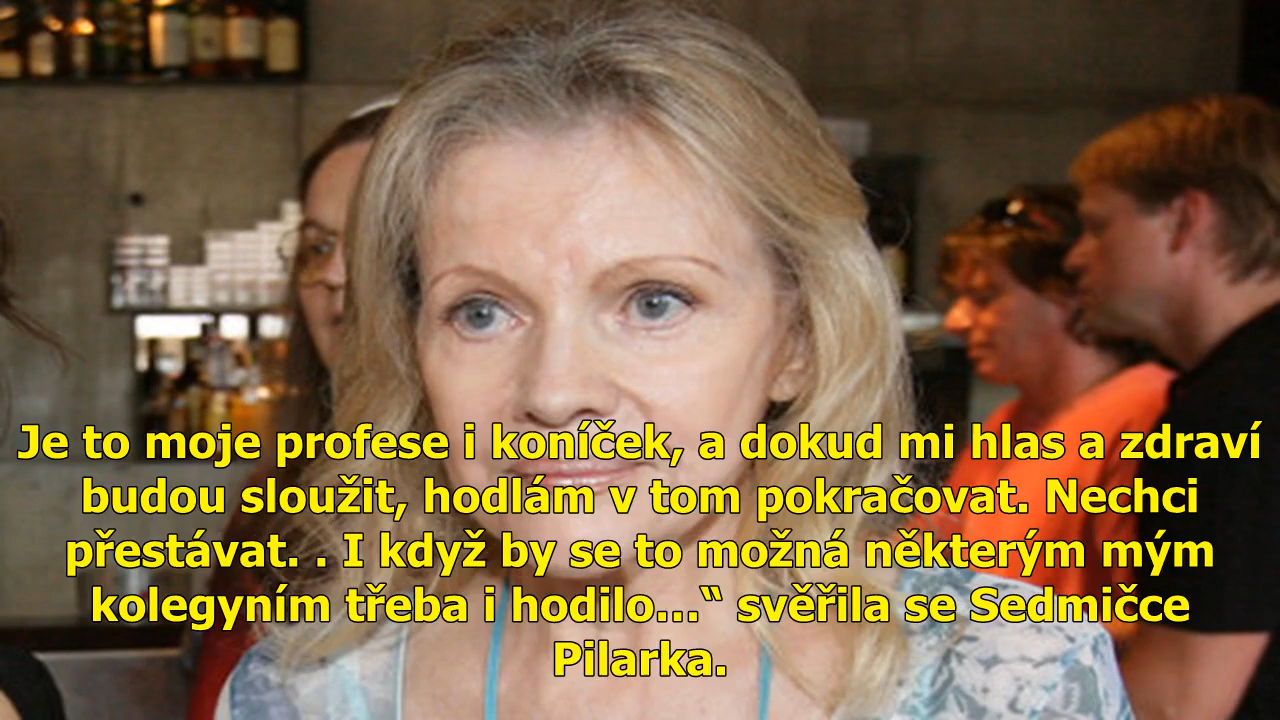 Je to moje profese i koníček, a dokud mi hlas a zdraví
budou sloužit, hodlám v tom pokračovat. Nechci
přestávat. . I když by se to možná některým mým
kolegyním třeba i hodilo...“ svěřila se Sedmičce
Pilarka.